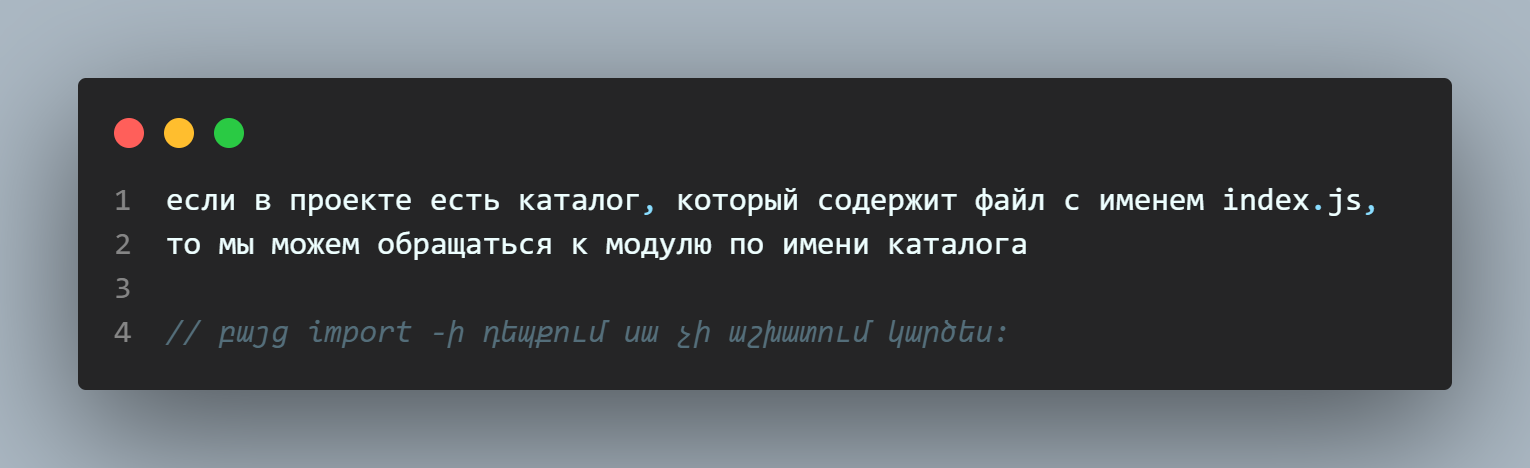 1 если в проекте есть каталог, который содержит файл с именем index.js,
2 то мы можем обращаться к модулю по имени каталога
3
4 // բայց import -ի դեպքում սա չի աշխատում կարծես: